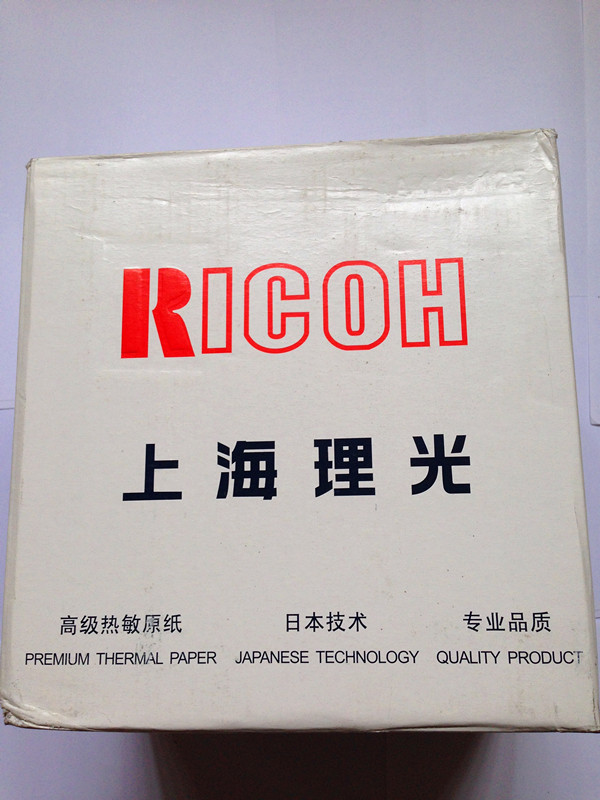 RICOH
上海理光
高级热敏原纸 日本技术 专业品质
PREMIUM THERMAL PAPER JAPANESE TECHNOLOGY QUALITY PRODUCT